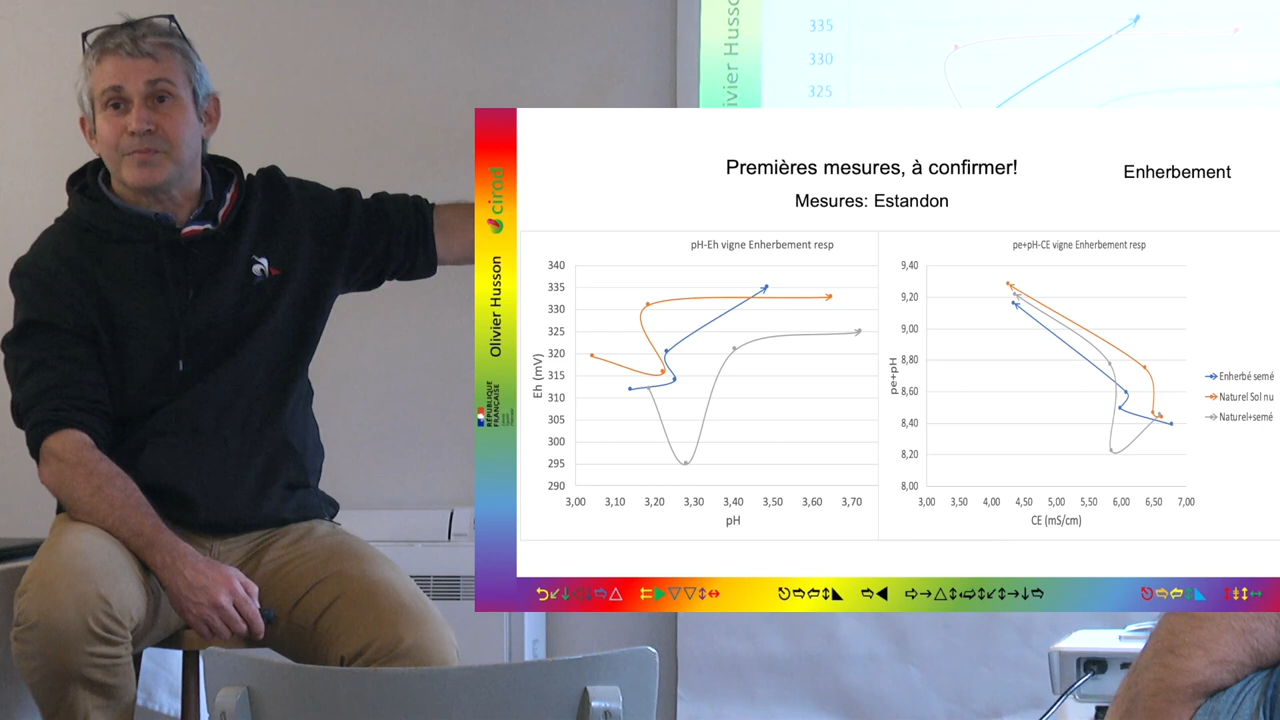 335
330
325
Olivier Husson
cirad
RÉPUBLIQUE
FRANÇAISE
Premières mesures, à confirmer!
Enherbement
Mesures: Estandon
pH-Eh vigne Enherbement resp
340
335
330
325
320
315
310
305
300
295
290
Eh (mV)
3,00 3,10 3,20 3,30 3,40 3,50 3,60 3,70
pH
pe+pH-CE vigne Enherbement resp
9,40
9,20
9,00
8,80
8,60
8,40
8,20
8,00
pe+pH
3,00 3,50 4,00 4,50 5,00 5,50 6,00 6,50 7,00
CE (mS/cm)
Enherbé semé
Naturel Sol nu
Naturel+semé